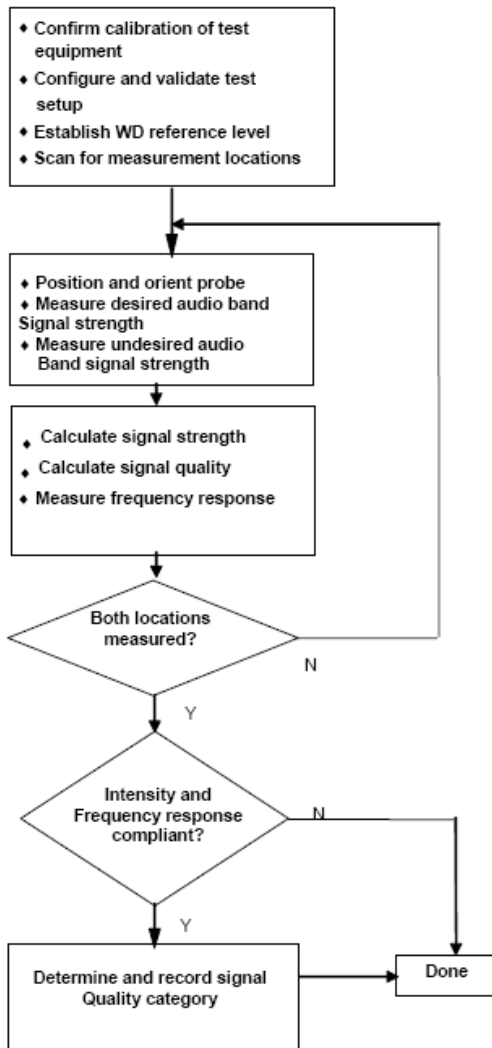 ♦ Confirm calibration of test
equipment
♦ Configure and validate test
setup
♦ Establish WD reference level
♦ Scan for measurement locations
♦ Position and orient probe
♦ Measure desired audio band
Signal strength
♦ Measure undesired audio
Band signal strength
♦ Calculate signal strength
♦ Calculate signal quality
♦ Measure frequency response
Both locations
measured?
N
Y
Intensity and
Frequency response
compliant?
N
Y
Determine and record signal
Quality category
Done